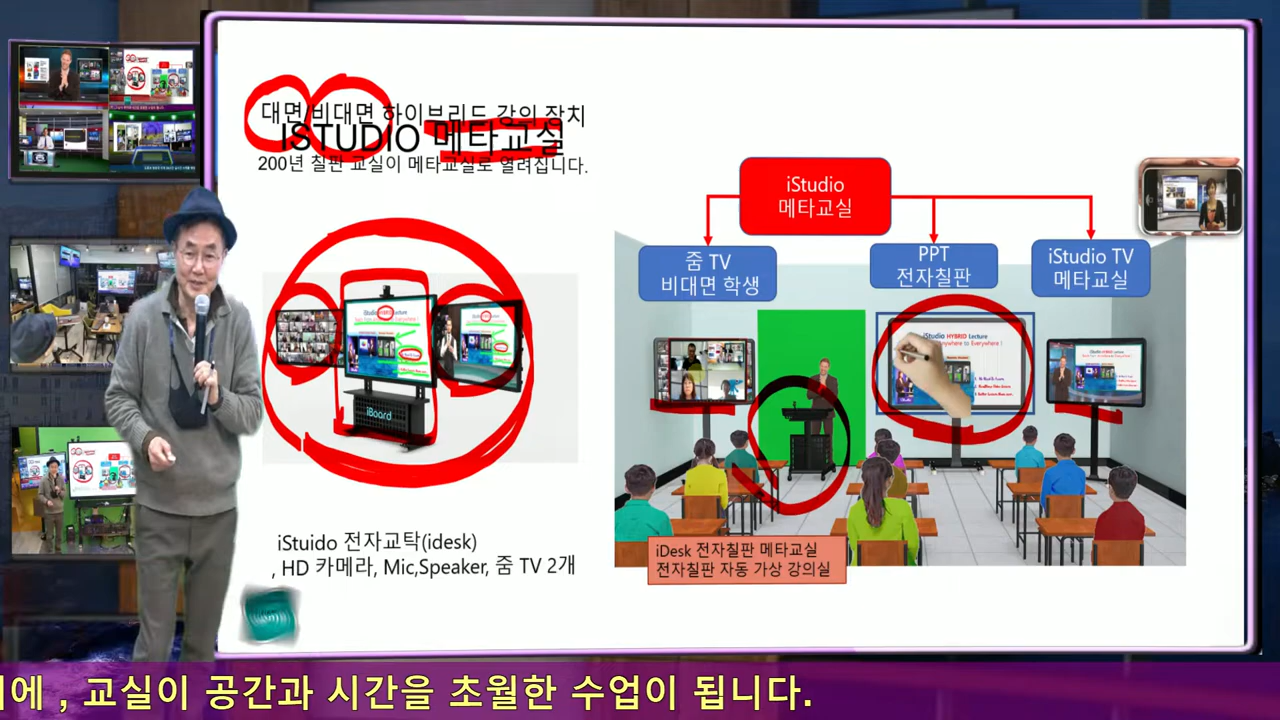 대면/비대면 하이브리드 강의 장치
ISTUDIO 메타교실
200년 칠판 교실이 메타교실로 열려집니다.
iStudio
메타교실
줌 TV
비대면 학생
PPT
전자칠판
iStudio TV
메타교실
iStudio HYBRID Lecture
iBoard
iStudio HYBRID Lecture
iStuido 전자교탁(idesk)
, HD 카메라, Mic,Speaker, 줌 TV 2개
iDesk 전자칠판 메타교실
전자칠판 자동 가상 강의실
에 , 교실이 공간과 시간을 초월한 수업이 됩니다.